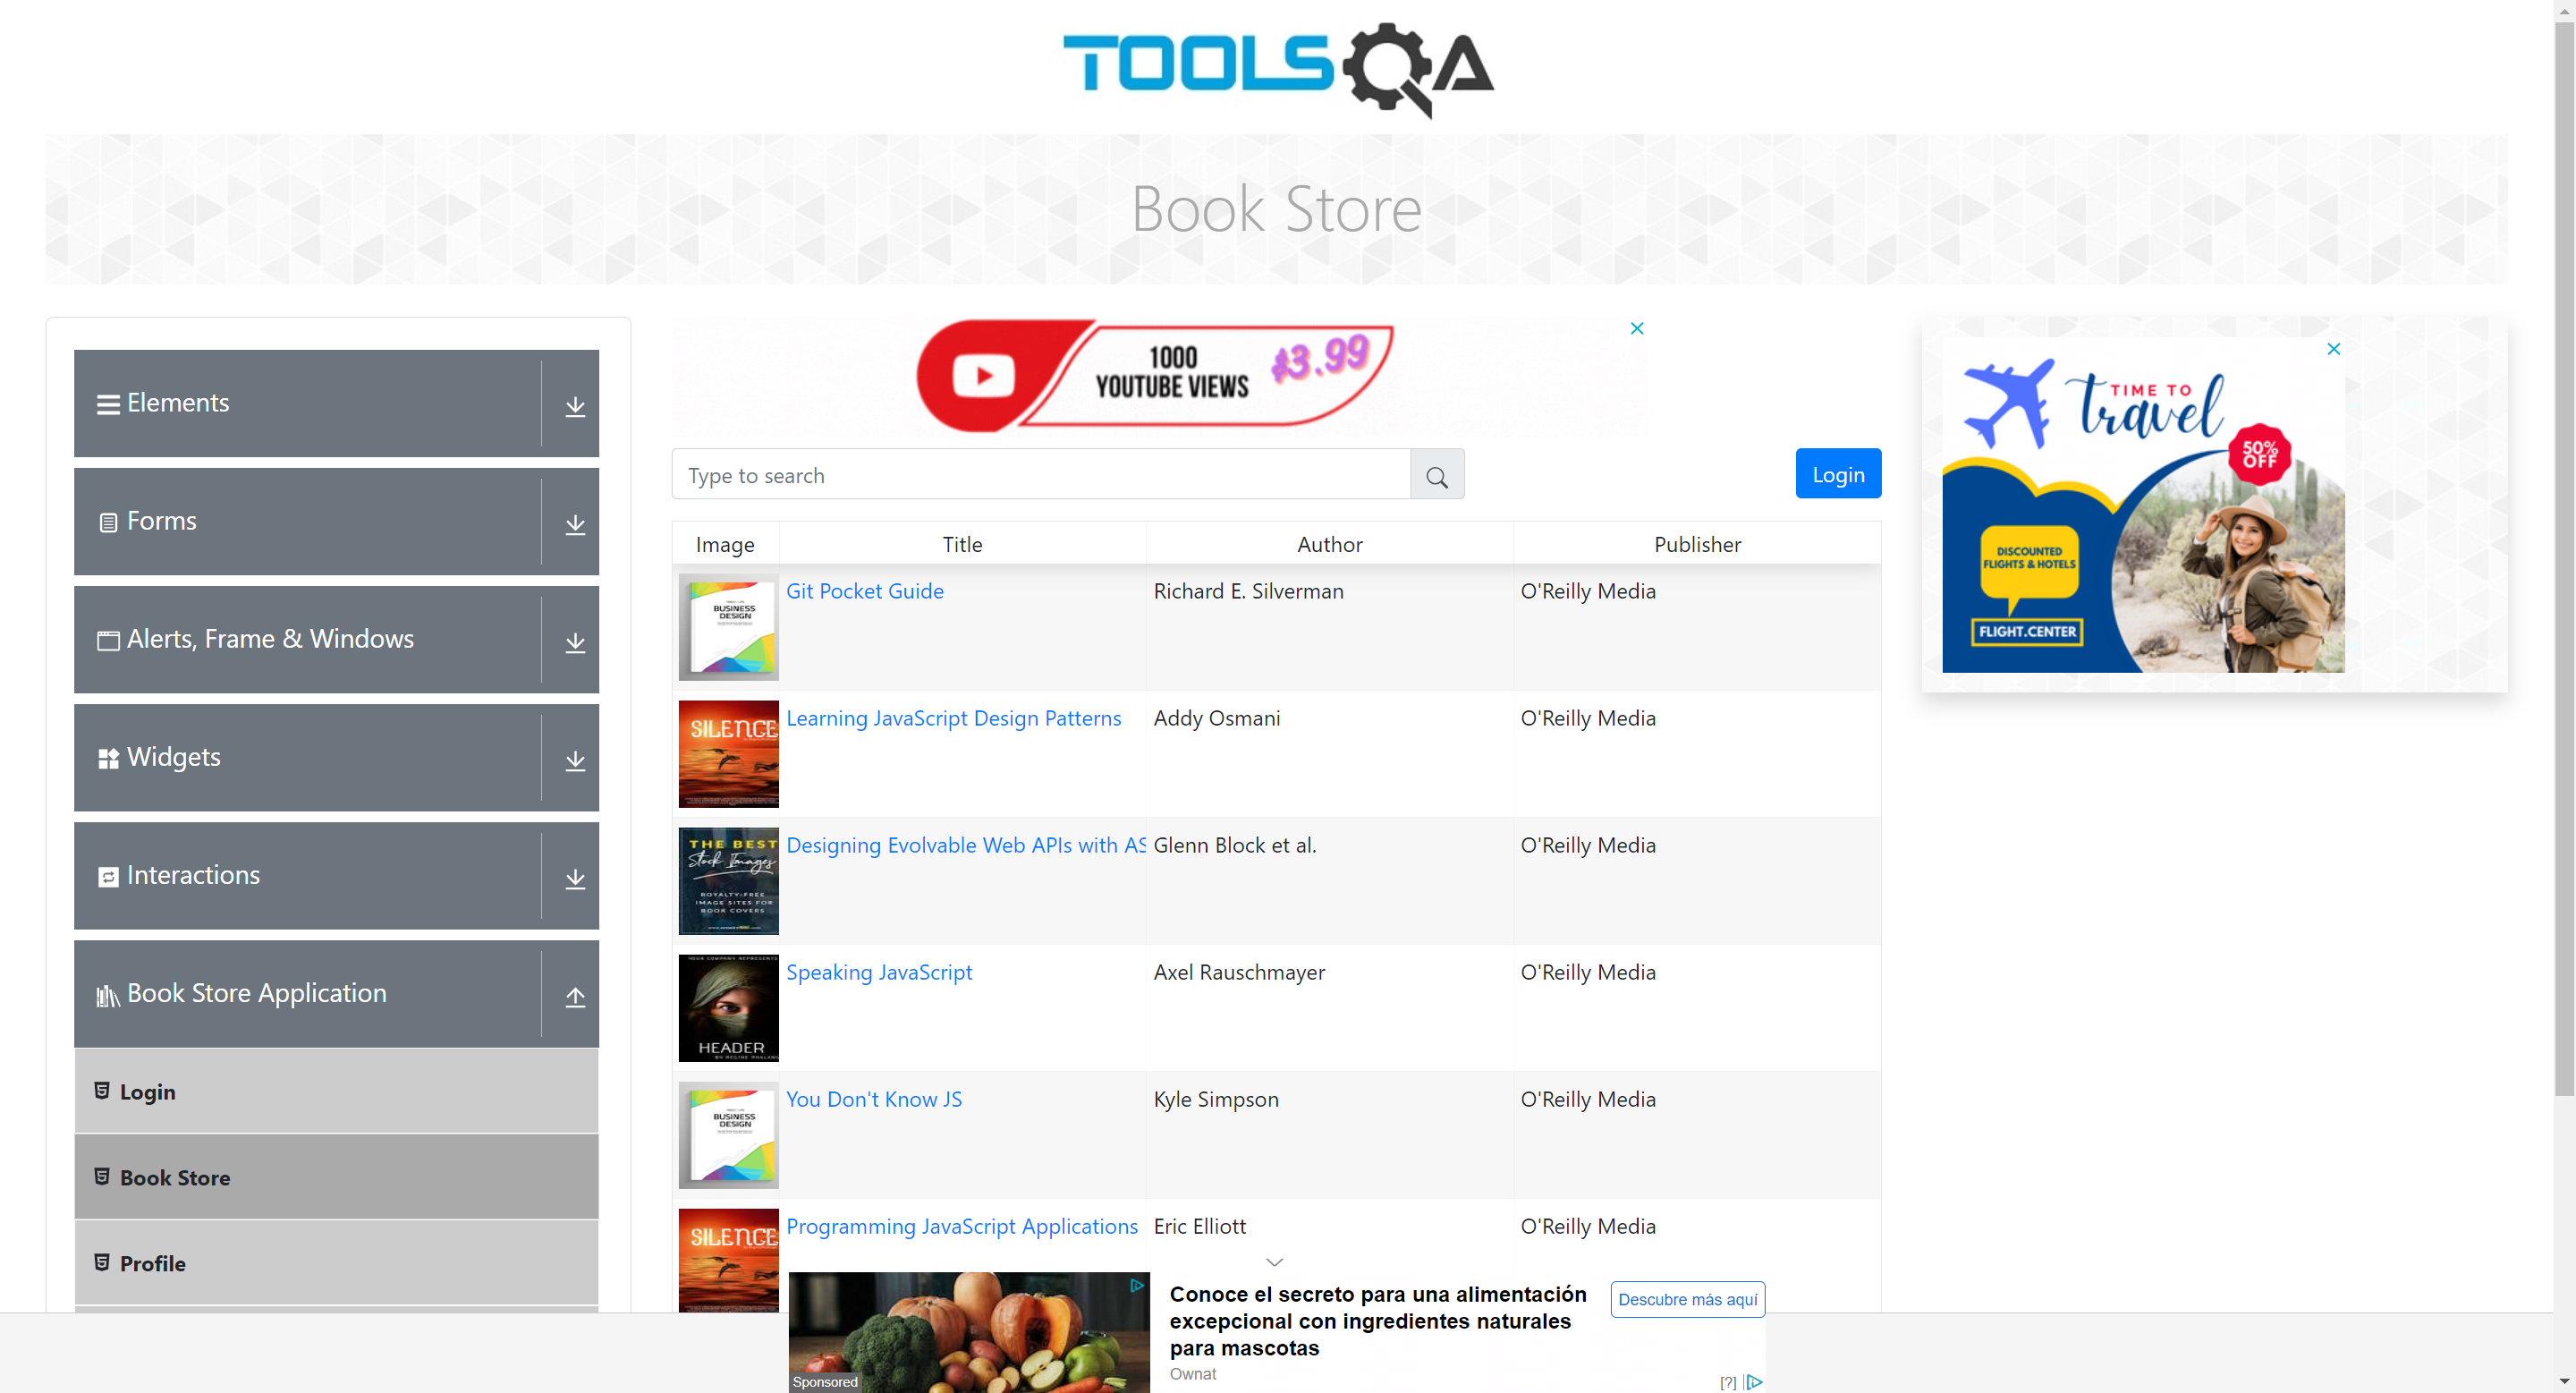 TOOLSQA
Book Store
Elements
Forms
Alerts, Frame & Windows
Widgets
Interactions
Book Store Application
Login
Book Store
Profile
1000
YOUTUBE VIEWS
$3.99
Type to search
Login
Image Title Author Publisher
BUSINESS
DESIGN
Git Pocket Guide Richard E. Silverman O'Reilly Media
SILENCE
Learning JavaScript Design Patterns Addy Osmani O'Reilly Media
THE BEST
Stock Images
ROYALTY-FREE
IMAGE SITES FOR
BOOK COVERS
Designing Evolvable Web APIs with AS Glenn Block et al. O'Reilly Media
YOUR COMPANY REPRESENTS
HEADER
Speaking JavaScript Axel Rauschmayer O'Reilly Media
BUSINESS
DESIGN
You Don't Know JS Kyle Simpson O'Reilly Media
SILENCE
Programming JavaScript Applications Eric Elliott O'Reilly Media
TIME TO
travel
50%
OFF
DISCOUNTED
FLIGHTS & HOTELS
FLIGHT.CENTER
Sponsored
Conoce el secreto para una alimentación
excepcional con ingredientes naturales
para mascotas
Ownat
Descubre más aquí
[?]